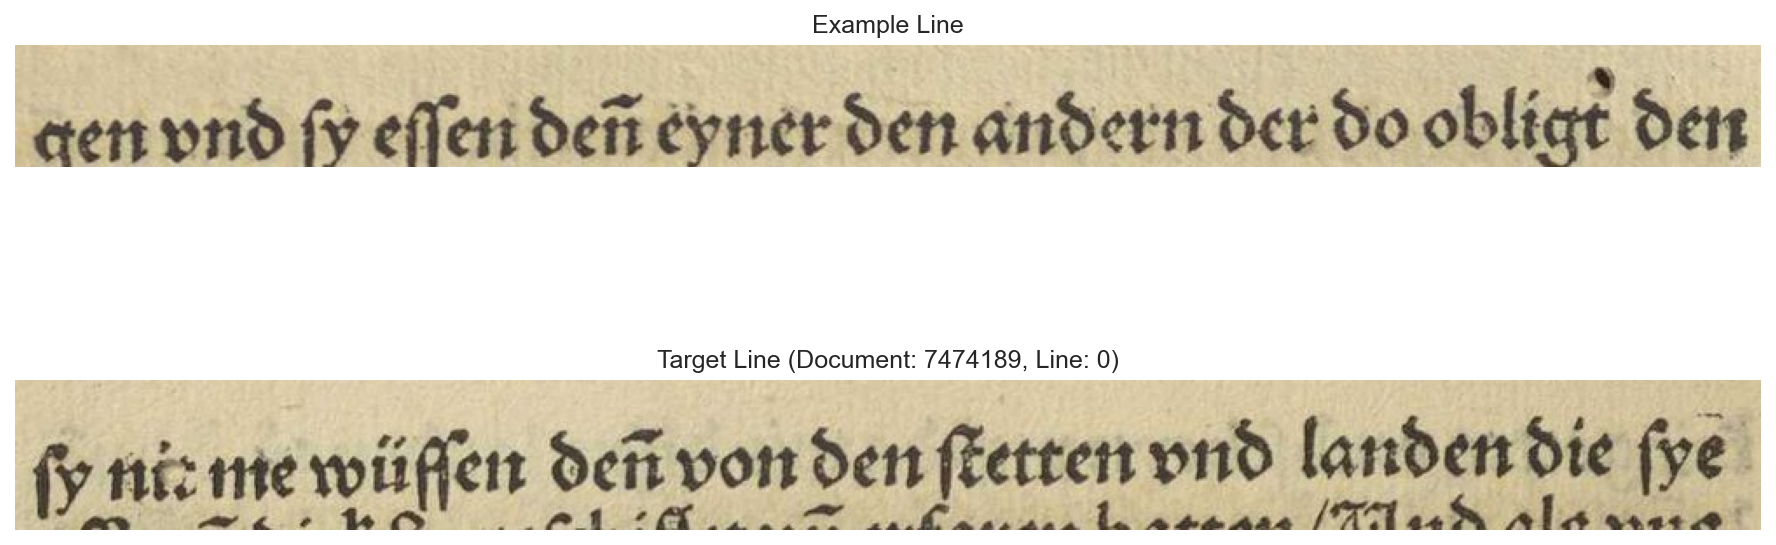 Example Line
gen vnd ſy eſſen deñ eyner den andern der do obligt den
Target Line (Document: 7474189, Line: 0)
ſy nit me wüſſen deñ von den ſtetten vnd landen die ſyē